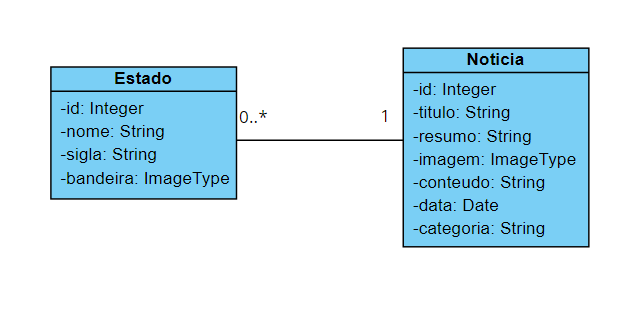 Estado
-id: Integer
-nome: String
-sigla: String
-bandeira: ImageType
0..*
1
Noticia
-id: Integer
-titulo: String
-resumo: String
-imagem: ImageType
-conteudo: String
-data: Date
-categoria: String